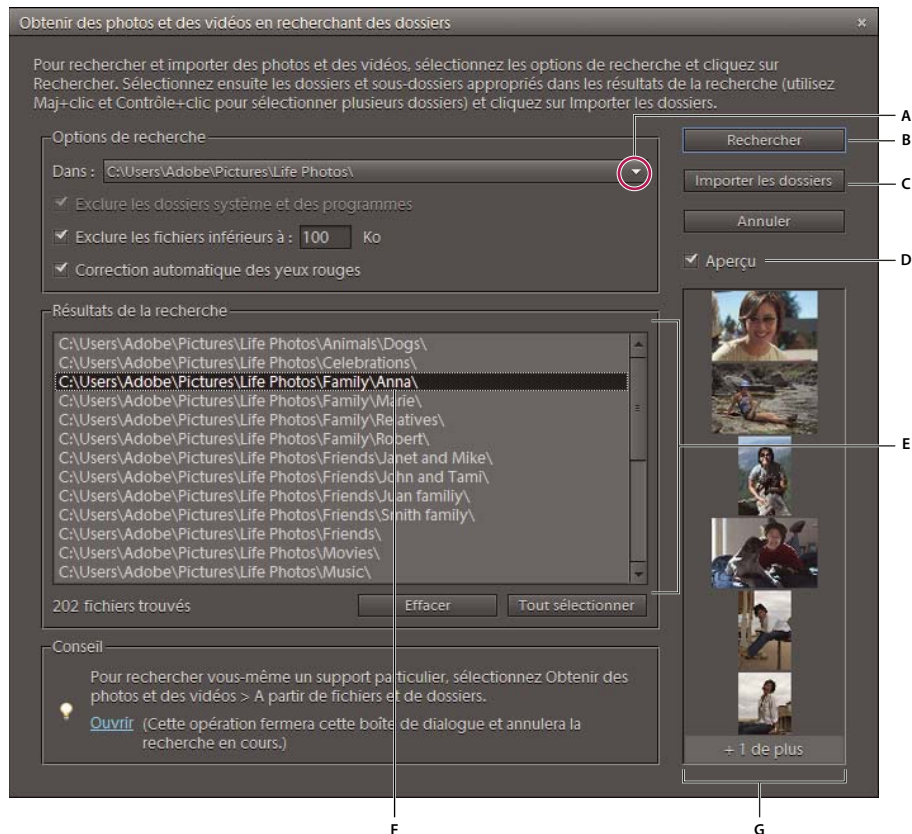 Obtenir des photos et des vidéos en recherchant des dossiers
Pour rechercher et importer des photos et des vidéos, sélectionnez les options de recherche et cliquez sur
Rechercher. Sélectionnez ensuite les dossiers et sous-dossiers appropriés dans les résultats de la recherche (utilisez
Maj+clic et Contrôle+clic pour sélectionner plusieurs dossiers) et cliquez sur Importer les dossiers.
A
Options de recherche
Rechercher
B
Dans : C:\Users\Adobe\Pictures\Life Photos\
Importer les dossiers
C
Exclure les dossiers système et des programmes
Annuler
Exclure les fichiers inférieurs à : 100 Ko
Aperçu
D
Correction automatique des yeux rouges
Résultats de la recherche
C:\Users\Adobe\Pictures\Life Photos\Animals\Dogs\
C:\Users\Adobe\Pictures\Life Photos\Celebrations\
C:\Users\Adobe\Pictures\Life Photos\Family\Anna\
C:\Users\Adobe\Pictures\Life Photos\Family\Marie\
C:\Users\Adobe\Pictures\Life Photos\Family\Relatives\
C:\Users\Adobe\Pictures\Life Photos\Family\Robert\
C:\Users\Adobe\Pictures\Life Photos\Friends\Janet and Mike\
C:\Users\Adobe\Pictures\Life Photos\Friends\John and Tami\
C:\Users\Adobe\Pictures\Life Photos\Friends\Juan familiy\
C:\Users\Adobe\Pictures\Life Photos\Friends\Smith family\
C:\Users\Adobe\Pictures\Life Photos\Friends\
C:\Users\Adobe\Pictures\Life Photos\Movies\
C:\Users\Adobe\Pictures\Life Photos\Music\
E
202 fichiers trouvés
Effacer
Tout sélectionner
Conseil
Pour rechercher vous-même un support particulier, sélectionnez Obtenir des
photos et des vidéos > A partir de fichiers et de dossiers.
Ouvrir (Cette opération fermera cette boîte de dialogue et annulera la
recherche en cours.)
+ 1 de plus
F
G